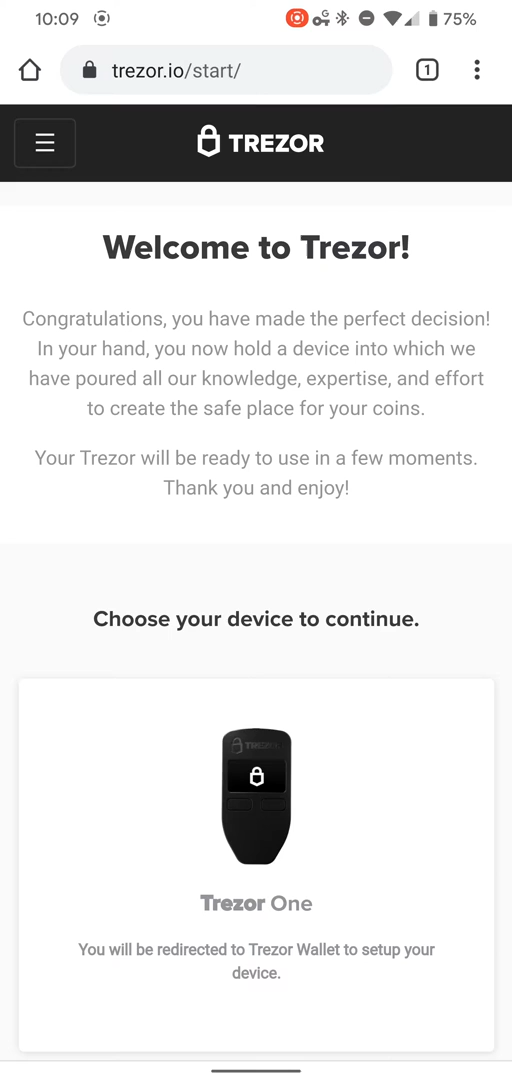 10:09
75%
trezor.io/start/
1
TREZOR
Welcome to Trezor!
Congratulations, you have made the perfect decision!
In your hand, you now hold a device into which we
have poured all our knowledge, expertise, and effort
to create the safe place for your coins.
Your Trezor will be ready to use in a few moments.
Thank you and enjoy!
Choose your device to continue.
TREZOR
Trezor One
You will be redirected to Trezor Wallet to setup your
device.